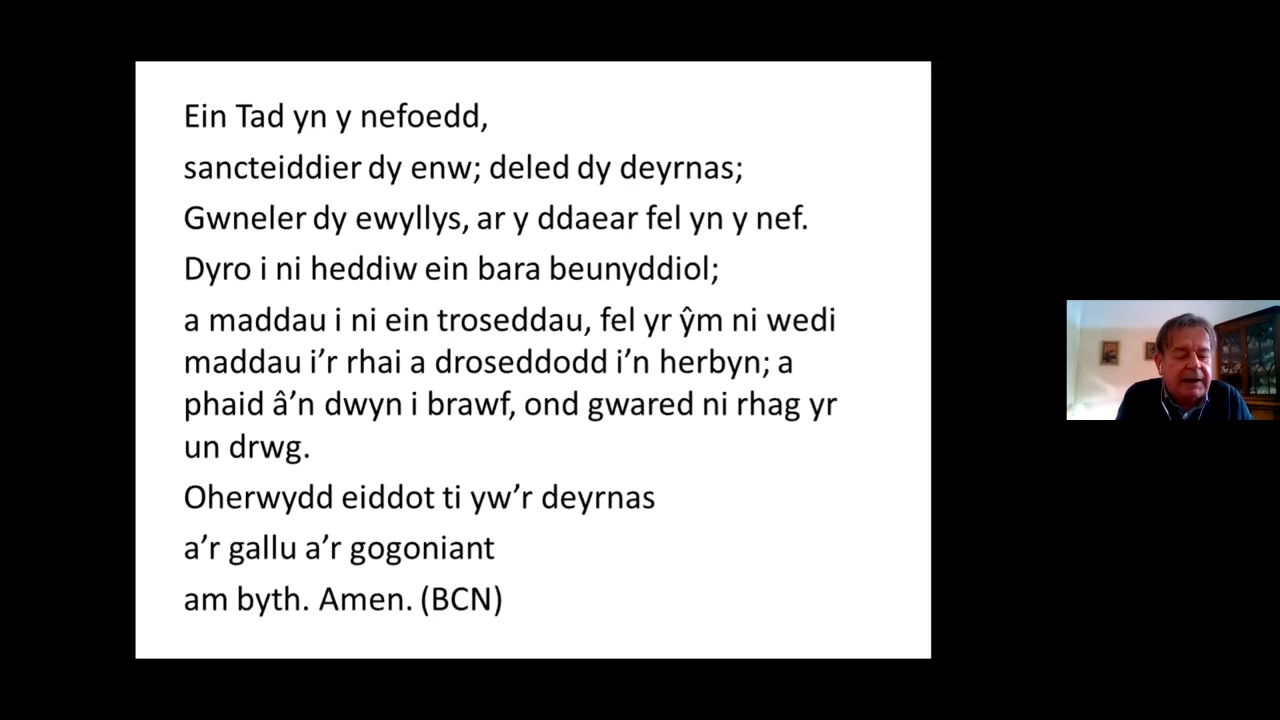 Ein Tad yn y nefoedd,
sancteiddier dy enw; deled dy deyrnas;
Gwneler dy ewyllys, ar y ddaear fel yn y nef.
Dyro i ni heddiw ein bara beunyddiol;
a maddau i ni ein troseddau, fel yr ŷm ni wedi
maddau i’r rhai a droseddodd i’n herbyn; a
phaid â’n dwyn i brawf, ond gwared ni rhag yr
un drwg.
Oherwydd eiddot ti yw’r deyrnas
a’r gallu a’r gogoniant
am byth. Amen. (BCN)